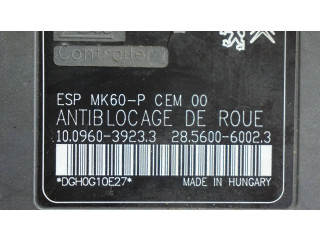 Controller
ESP MK60-P CEM 00
ANTIBLOCAGE DE ROUE
10.0960-3923.3 28.5600-6002.3
*DGH0G10E27* MADE IN HUNGARY